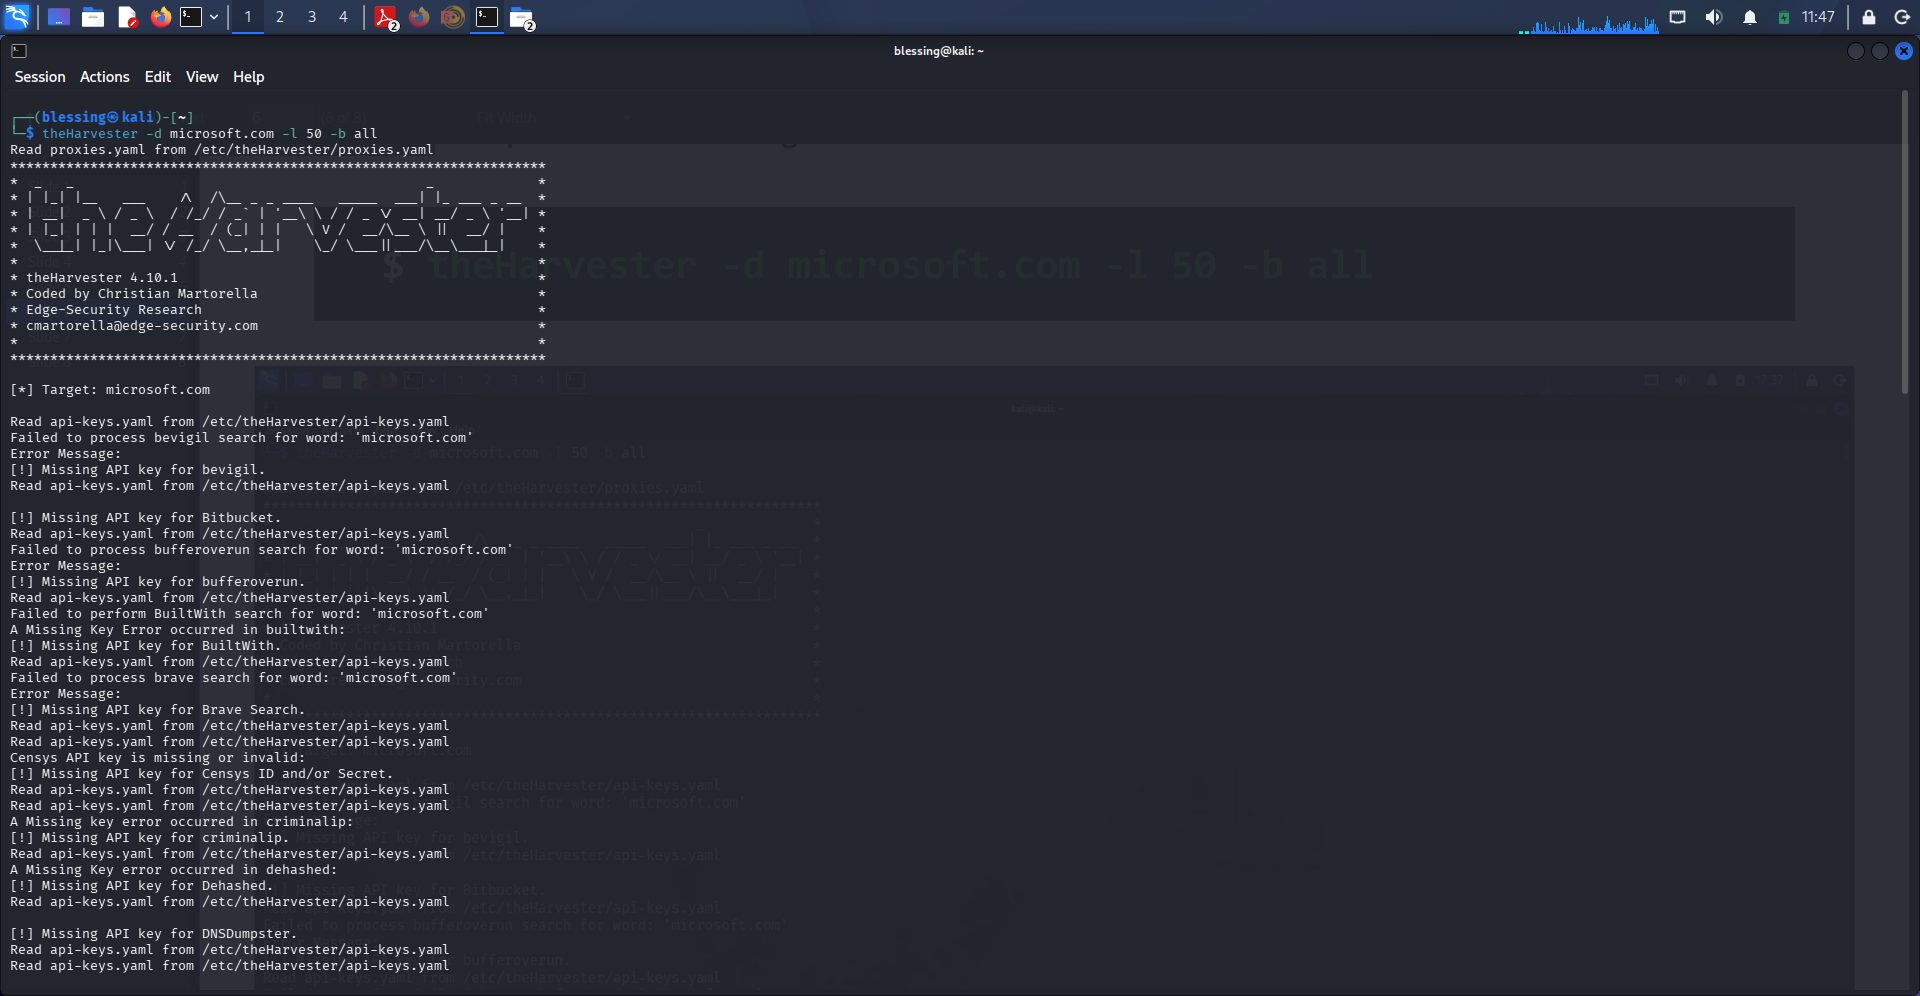 1 2 3 4
2
2
11:47
blessing@kali: ~
Session Actions Edit View Help
┌──(blessing㉿kali)-[~]
└─$ theHarvester -d microsoft.com -l 50 -b all
Read proxies.yaml from /etc/theHarvester/proxies.yaml
*******************************************************************
* theHarvester 4.10.1 *
* Coded by Christian Martorella *
* Edge-Security Research *
* cmartorella@edge-security.com *
* *
*******************************************************************
[*] Target: microsoft.com
Read api-keys.yaml from /etc/theHarvester/api-keys.yaml
Failed to process bevigil search for word: 'microsoft.com'
Error Message:
[!] Missing API key for bevigil.
Read api-keys.yaml from /etc/theHarvester/api-keys.yaml
[!] Missing API key for Bitbucket.
Read api-keys.yaml from /etc/theHarvester/api-keys.yaml
Failed to process bufferoverun search for word: 'microsoft.com'
Error Message:
[!] Missing API key for bufferoverun.
Read api-keys.yaml from /etc/theHarvester/api-keys.yaml
Failed to perform BuiltWith search for word: 'microsoft.com'
A Missing Key Error occurred in builtwith:
[!] Missing API key for BuiltWith.
Read api-keys.yaml from /etc/theHarvester/api-keys.yaml
Failed to process brave search for word: 'microsoft.com'
Error Message:
[!] Missing API key for Brave Search.
Read api-keys.yaml from /etc/theHarvester/api-keys.yaml
Read api-keys.yaml from /etc/theHarvester/api-keys.yaml
Censys API key is missing or invalid:
[!] Missing API key for Censys ID and/or Secret.
Read api-keys.yaml from /etc/theHarvester/api-keys.yaml
Read api-keys.yaml from /etc/theHarvester/api-keys.yaml
A Missing key error occurred in criminalip:
[!] Missing API key for criminalip.
Read api-keys.yaml from /etc/theHarvester/api-keys.yaml
A Missing Key error occurred in dehashed:
[!] Missing API key for Dehashed.
Read api-keys.yaml from /etc/theHarvester/api-keys.yaml
[!] Missing API key for DNSDumpster.
Read api-keys.yaml from /etc/theHarvester/api-keys.yaml
Read api-keys.yaml from /etc/theHarvester/api-keys.yaml
$ theHarvester -d microsoft.com -l 50 -b all